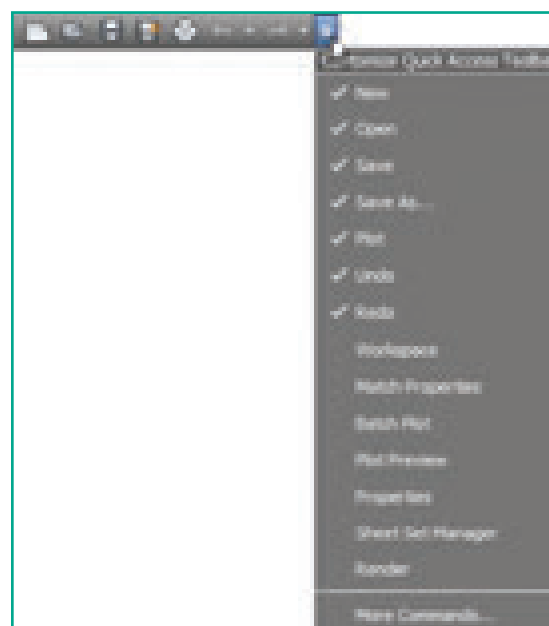 Customize Quick Access Toolbar
New
Open
Save
Save As...
Plot
Undo
Redo
Workspace
Match Properties
Batch Plot
Plot Preview
Properties
Sheet Set Manager
Render
More Commands...